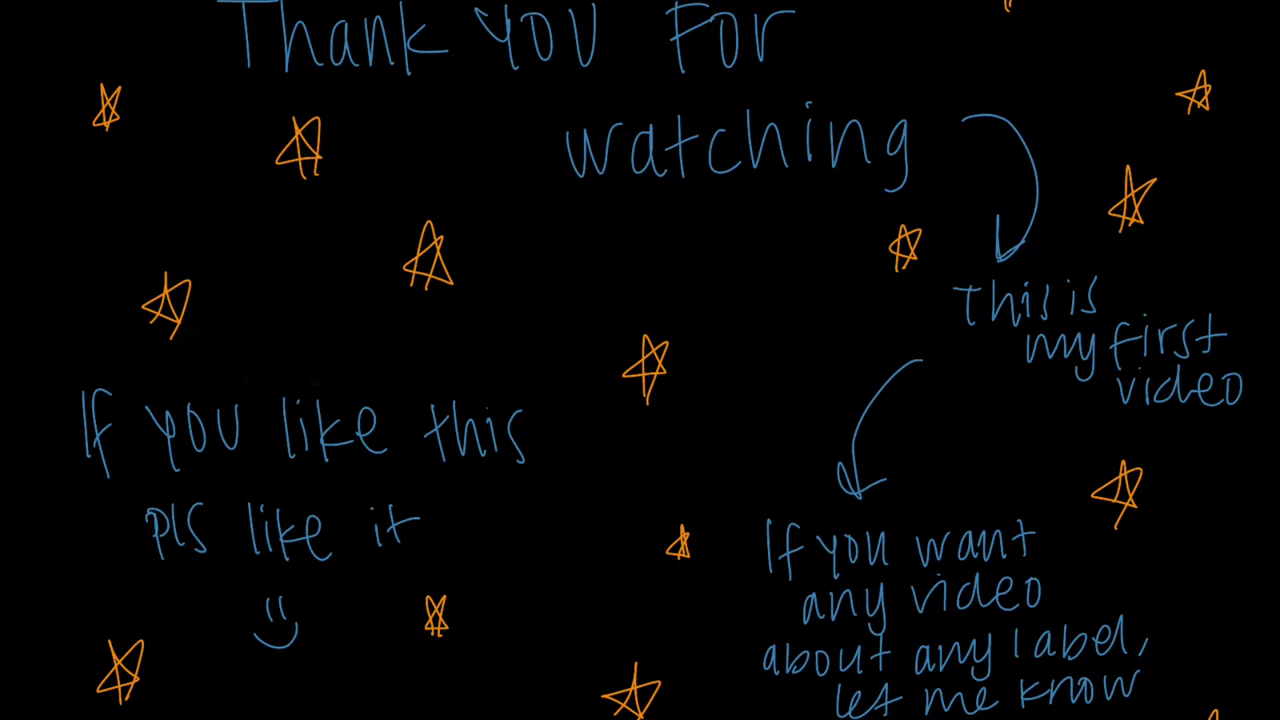 Thank you For
watching
This is
my first
video
If you like this
pls like it
If you want
any video
about any label,
let me know